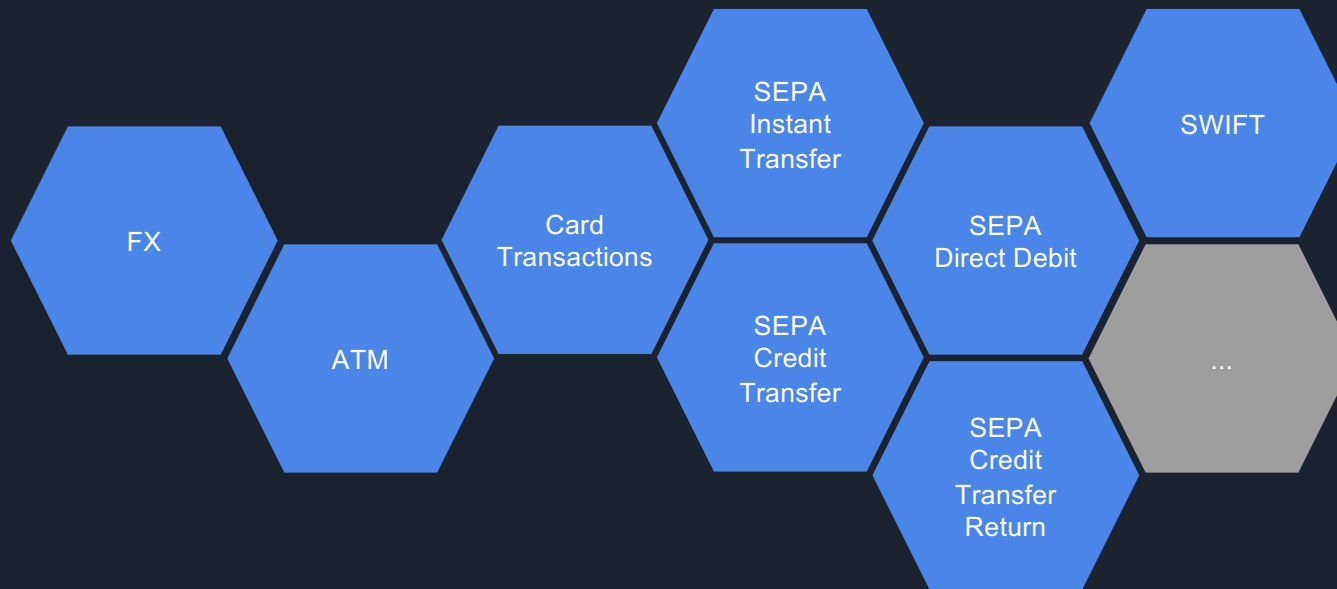 FX
ATM
Card
Transactions
SEPA
Instant
Transfer
SEPA
Credit
Transfer
SEPA
Direct Debit
SEPA
Credit
Transfer
Return
SWIFT
...